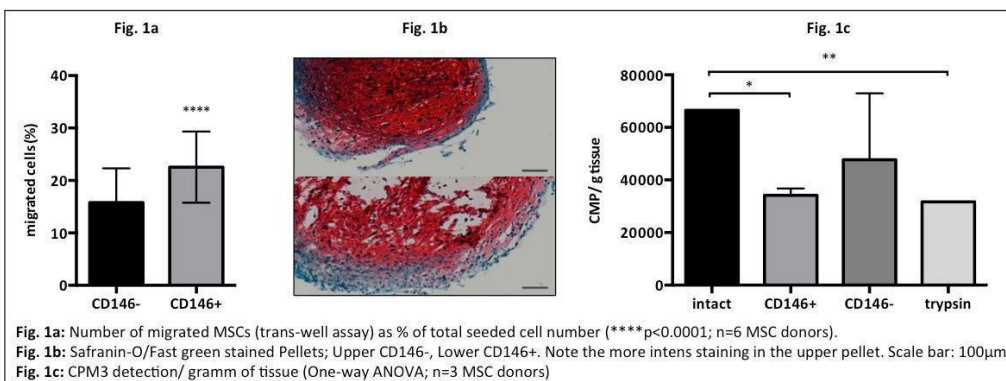 Fig. 1a
Fig. 1b
Fig. 1c
migrated cells (%)
40
30
20
10
0
****
CD146-
CD146+
CMP/ gtissue
80000
60000
40000
20000
0
**
*
intact
CD146+
CD146-
trypsin
Fig. 1a: Number of migrated MSCs (trans-well assay) as % of total seeded cell number (****p<0.0001; n=6 MSC donors).
Fig. 1b: Safranin-O/Fast green stained Pellets; Upper CD146-, Lower CD146+. Note the more intens staining in the upper pellet. Scale bar: 100µm
Fig. 1c: CPM3 detection/ gramm of tissue (One-way ANOVA; n=3 MSC donors)